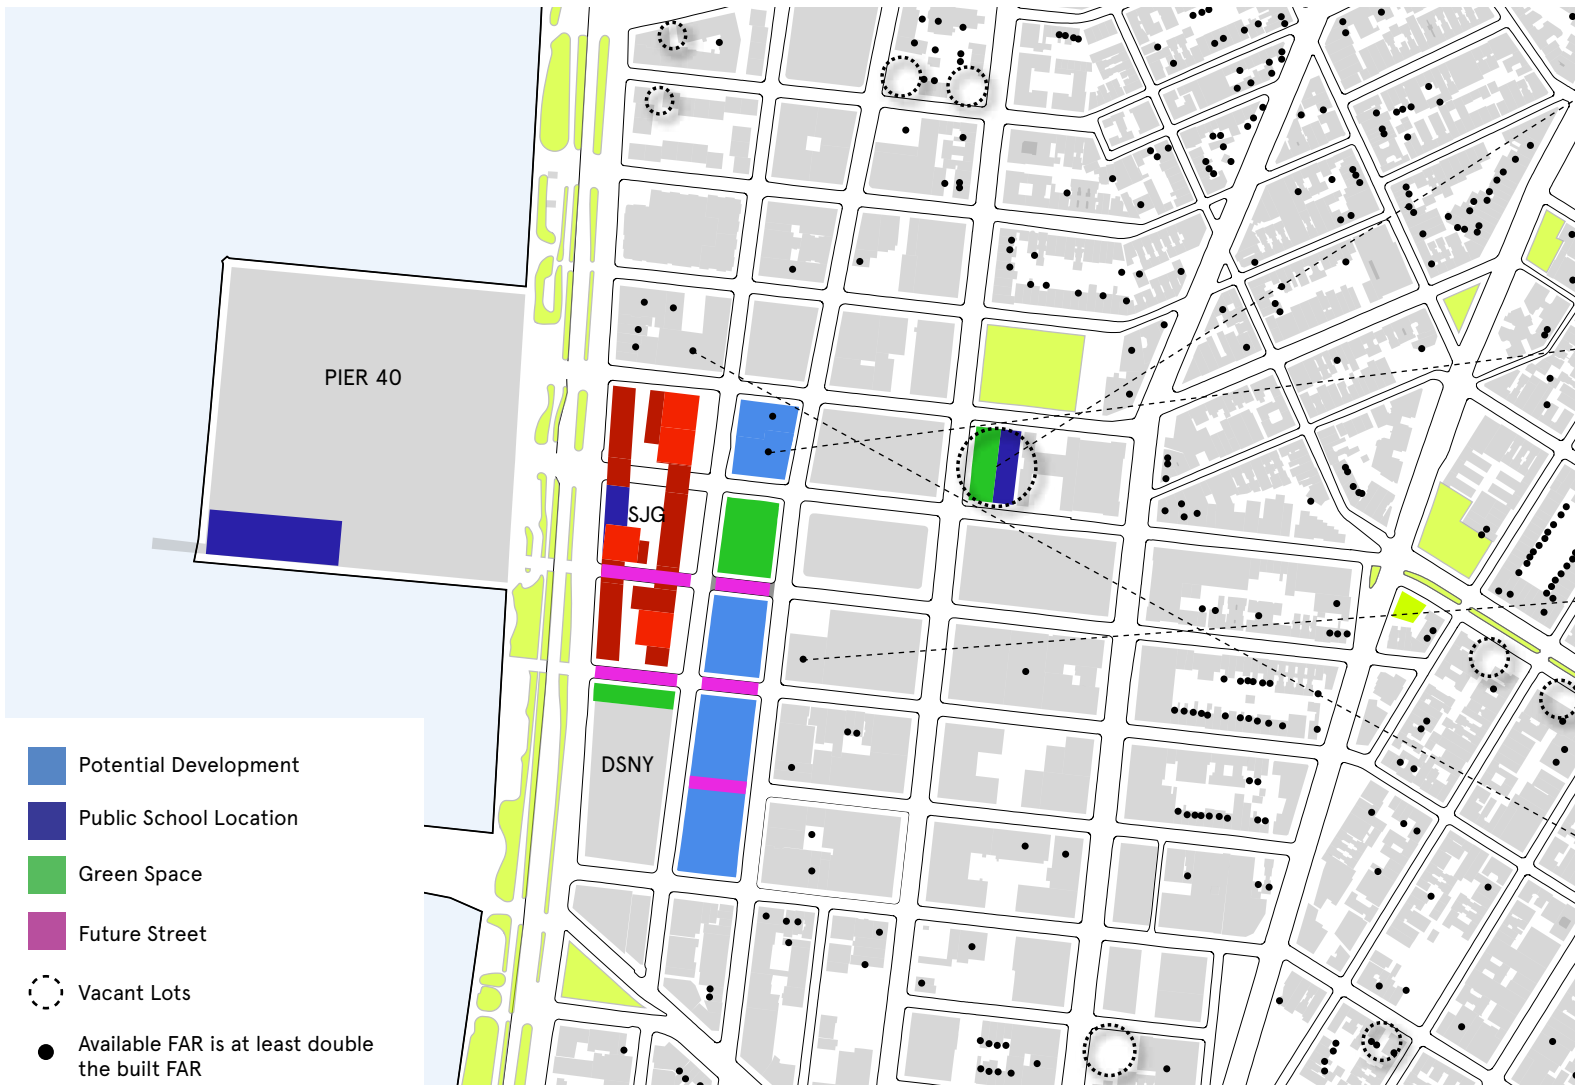 PIER 40
SJG
DSNY
Potential Development
Public School Location
Green Space
Future Street
Vacant Lots
Available FAR is at least double
the built FAR